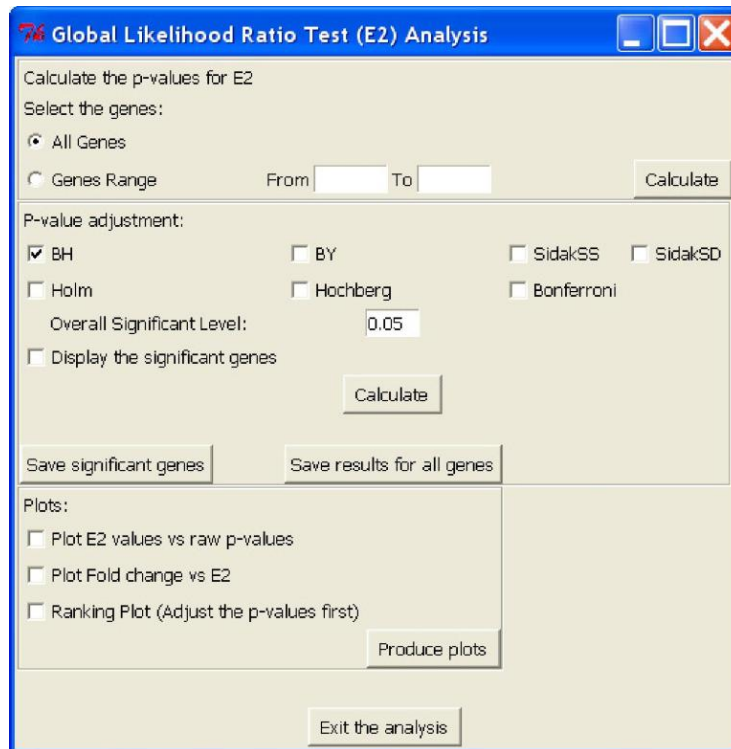 Global Likelihood Ratio Test (E2) Analysis
Calculate the p-values for E2
Select the genes:
All Genes
Genes Range From To Calculate
P-value adjustment:
BH BY SidakSS SidakSD
Holm Hochberg Bonferroni
Overall Significant Level: 0.05
Display the significant genes
Calculate
Save significant genes Save results for all genes
Plots:
Plot E2 values vs raw p-values
Plot Fold change vs E2
Ranking Plot (Adjust the p-values first)
Produce plots
Exit the analysis